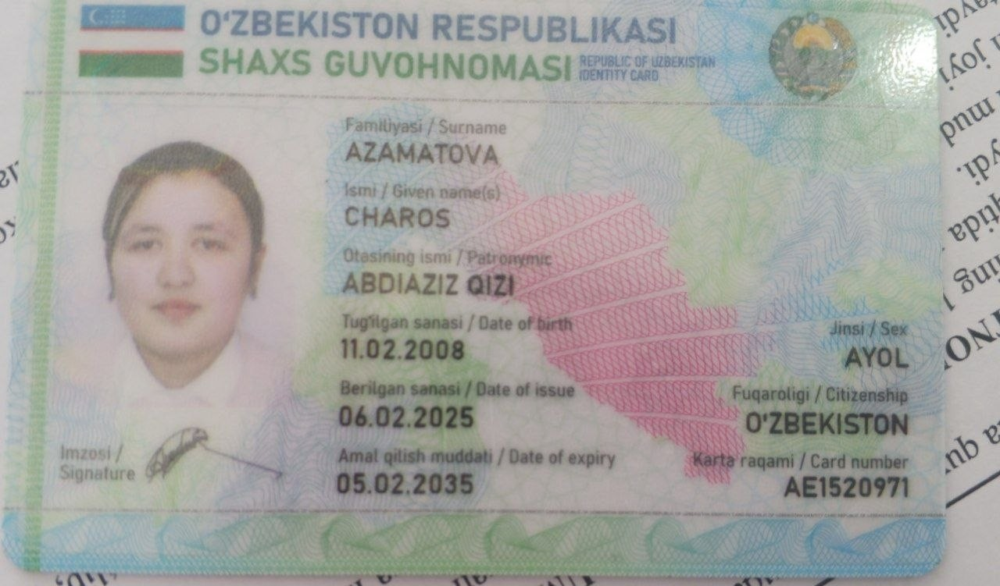 O'ZBEKISTON RESPUBLIKASI
SHAXS GUVOHNOMASI
REPUBLIC OF UZBEKISTAN
IDENTITY CARD
Familiyasi / Surname
AZAMATOVA
Ismi / Given name(s)
CHAROS
Otasining ismi / Patronymic
ABDIAZIZ QIZI
Tug'ilgan sanasi / Date of birth
11.02.2008
Jinsi / Sex
AYOL
Berilgan sanasi / Date of issue
06.02.2025
Fuqaroligi / Citizenship
O'ZBEKISTON
Amal qilish muddati / Date of expiry
05.02.2035
Karta raqami / Card number
AE1520971
Imzosi /
Signature